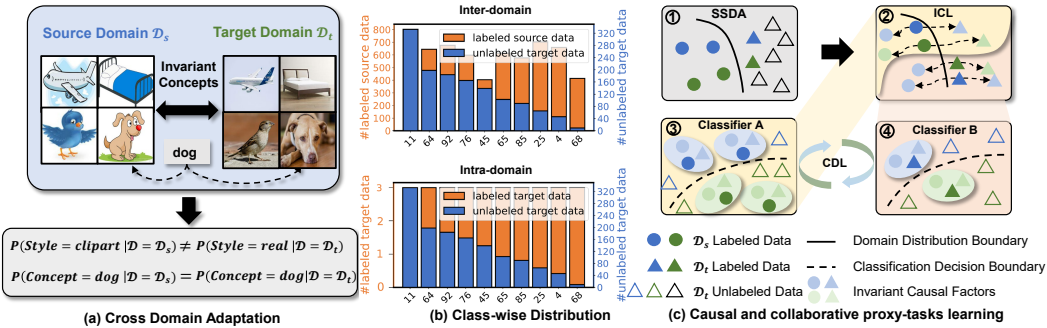 Source Domain 𝒟ₛ
Target Domain 𝒟ₜ
Invariant
Concepts
dog
P(Style = clipart |𝒟 = 𝒟ₛ) ≠ P(Style = real |𝒟 = 𝒟ₜ)
P(Concept = dog |𝒟 = 𝒟ₛ) = P(Concept = dog|𝒟 = 𝒟ₜ)
(a) Cross Domain Adaptation
Inter-domain
#labeled source data
800
700
600
500
400
300
200
100
0
labeled source data
unlabeled target data
320
280
240
200
160
120
80
40
0
#unlabeled target data
11 64 92 76 45 65 85 25 4 68
Intra-domain
#labeled target data
3
2
1
0
labeled target data
unlabeled target data
320
280
240
200
160
120
80
40
0
#unlabeled target data
11 64 92 76 45 65 85 25 4 68
(b) Class-wise Distribution
① SSDA
② ICL
③ Classifier A
CDL
④ Classifier B
𝒟ₛ Labeled Data
Domain Distribution Boundary
𝒟ₜ Labeled Data
Classification Decision Boundary
𝒟ₜ Unlabeled Data
Invariant Causal Factors
(c) Causal and collaborative proxy-tasks learning